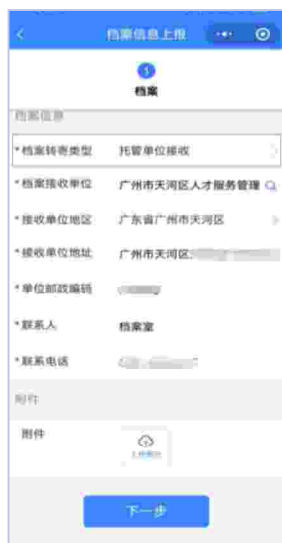 档案信息上报
1
档案
档案信息
*档案转寄类型 托管单位接收
*档案接收单位 广州市天河区人才服务管理
*接收单位地区 广东省广州市天河区
*接收单位地址 广州市天河区
*单位邮政编码
*联系人 档案室
*联系电话
附件
附件
上传图片
下一步